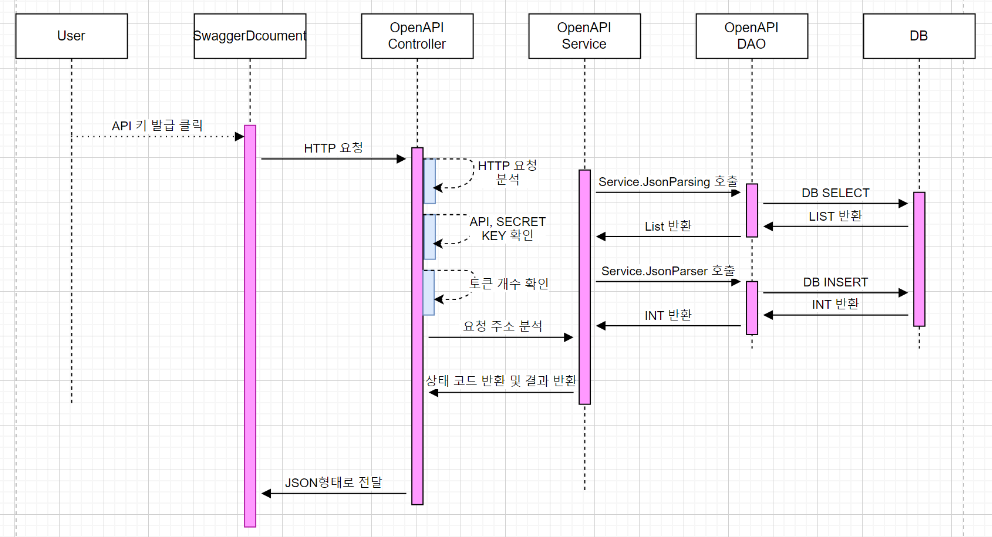 User
SwaggerDcoument
OpenAPI
Controller
OpenAPI
Service
OpenAPI
DAO
DB
API 키 발급 클릭
HTTP 요청
HTTP 요청
분석
Service.JsonParsing 호출
DB SELECT
LIST 반환
API, SECRET
KEY 확인
List 반환
Service.JsonParser 호출
토큰 개수 확인
DB INSERT
INT 반환
INT 반환
요청 주소 분석
상태 코드 반환 및 결과 반환
JSON형태로 전달